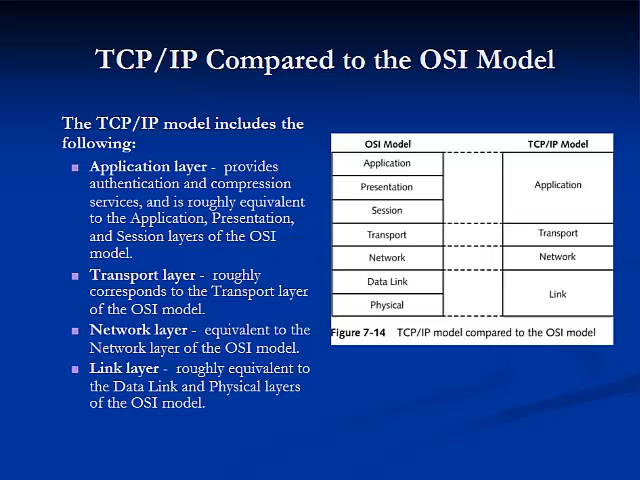 TCP/IP Compared to the OSI Model
The TCP/IP model includes the
following:
Application layer - provides
authentication and compression
services, and is roughly equivalent
to the Application, Presentation,
and Session layers of the OSI
model.
Transport layer - roughly
corresponds to the Transport layer
of the OSI model.
Network layer - equivalent to the
Network layer of the OSI model.
Link layer - roughly equivalent to
the Data Link and Physical layers
of the OSI model.
OSI Model TCP/IP Model
Application
Presentation Application
Session
Transport Transport
Network Network
Data Link
Link
Physical
Figure 7-14 TCP/IP model compared to the OSI model